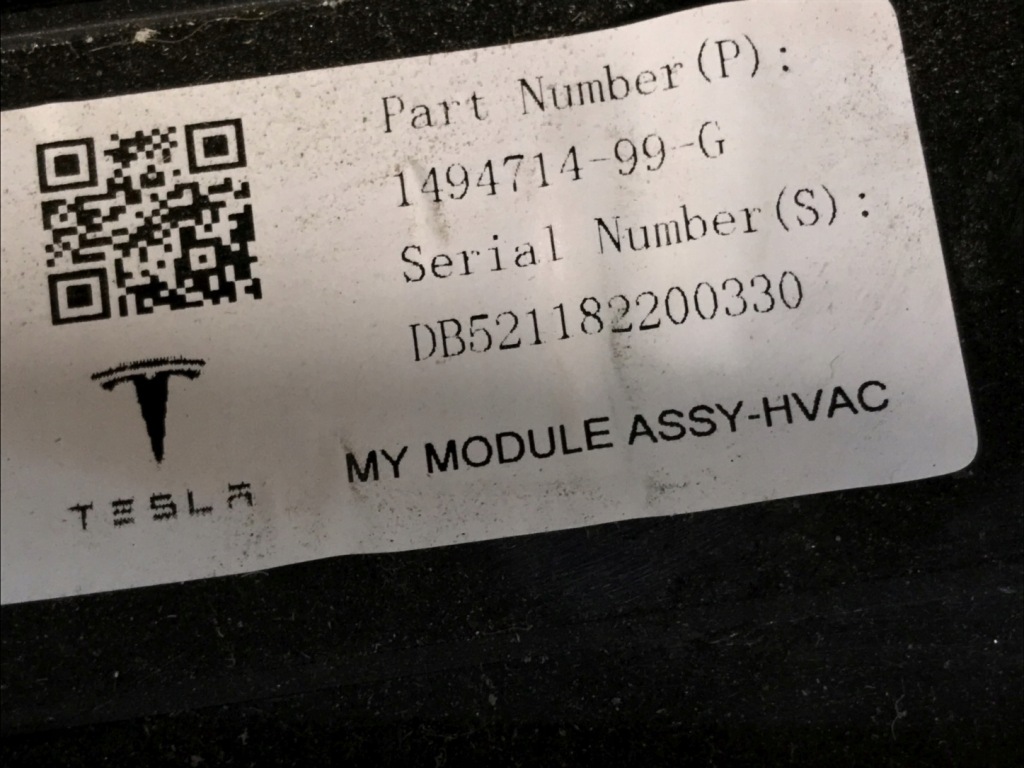 Part Number(P):
1494714-99-G
Serial Number(S):
DB521182200330
MY MODULE ASSY-HVAC
TESLA